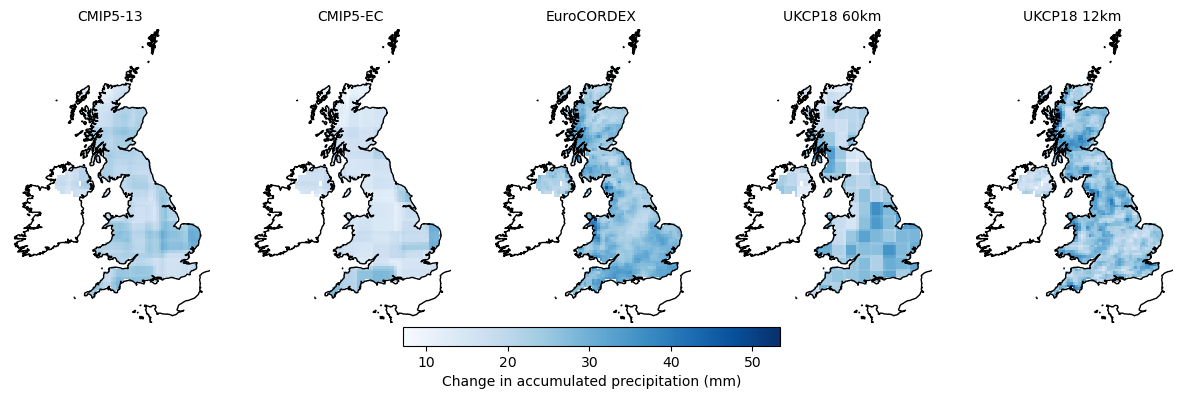 CMIP5-13 CMIP5-EC EuroCORDEX UKCP18 60km UKCP18 12km
10 20 30 40 50
Change in accumulated precipitation (mm)